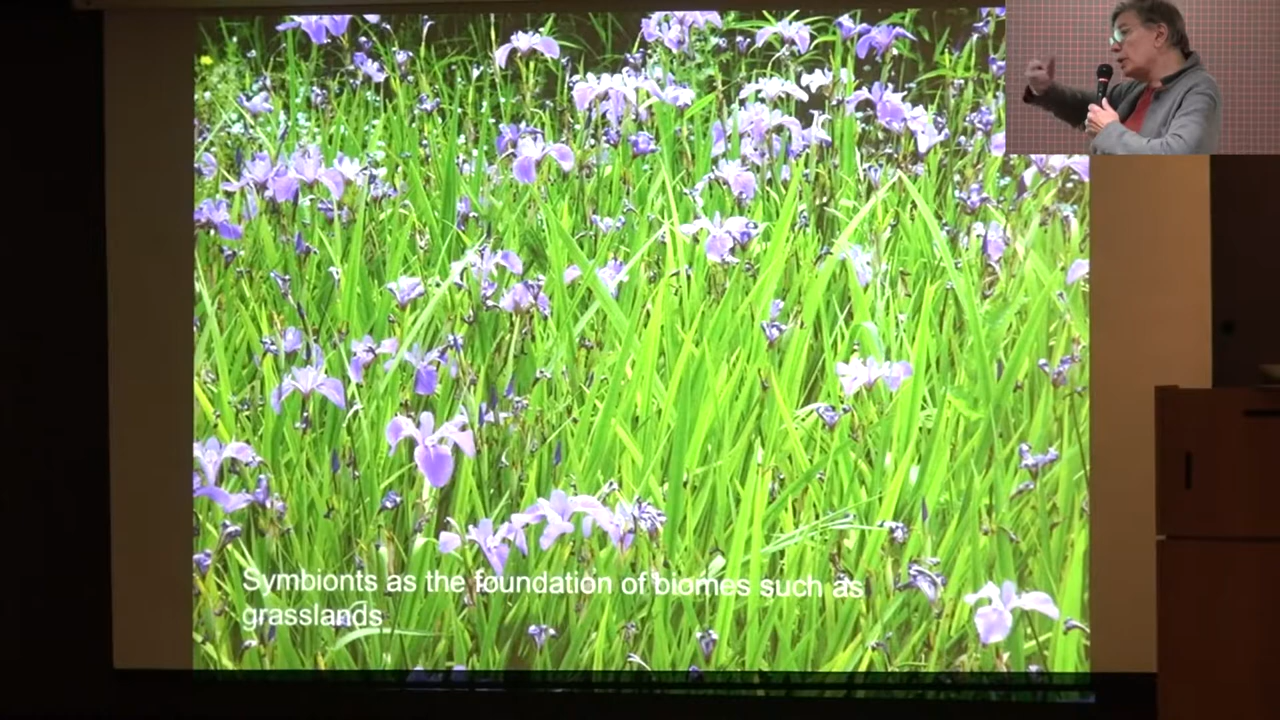 Symbionts as the foundation of biomes such as
grasslands